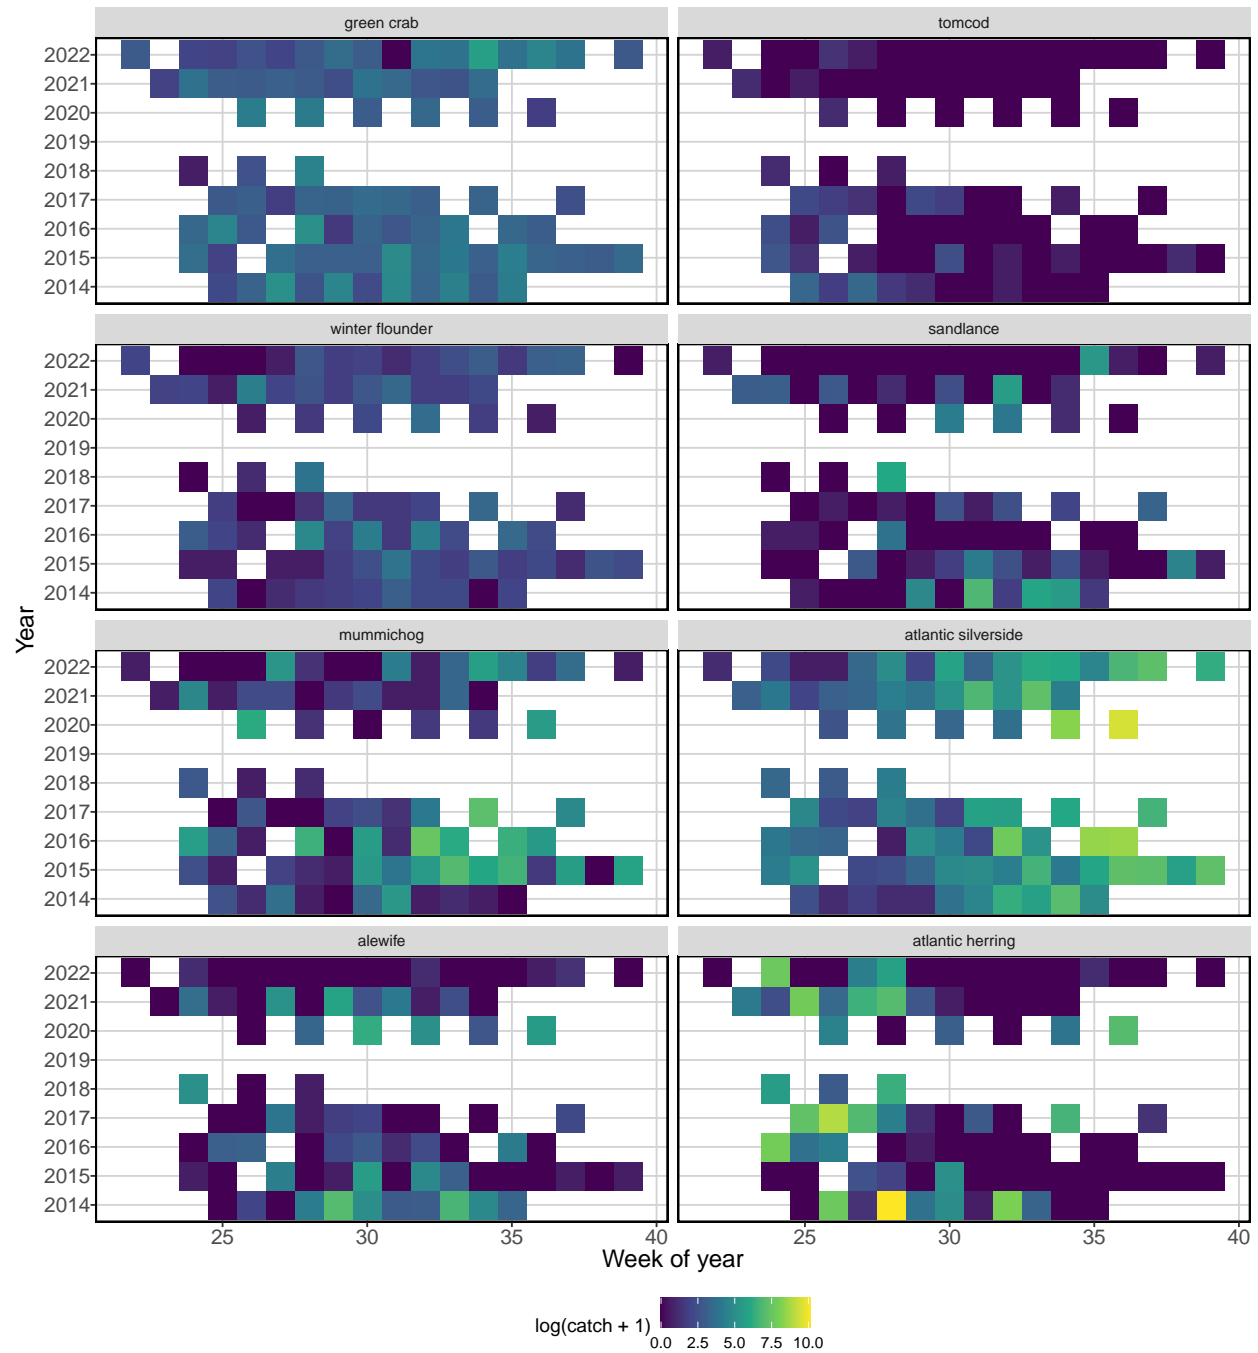 green crab
tomcod
2022
2021
2020
2019
2018
2017
2016
2015
2014
winter flounder
sandlance
2022
2021
2020
2019
2018
2017
2016
2015
2014
mummichog
atlantic silverside
2022
2021
2020
2019
2018
2017
2016
2015
2014
alewife
atlantic herring
2022
2021
2020
2019
2018
2017
2016
2015
2014
25 30 35 40 25 30 35 40
Year
Week of year
log(catch + 1)
0.0 2.5 5.0 7.5 10.0